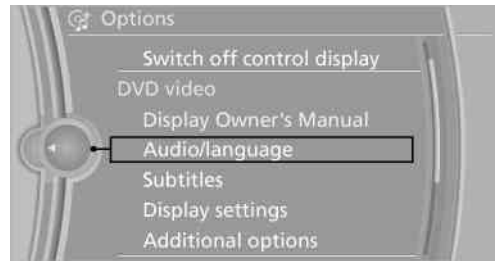 Options
Switch off control display
DVD video
Display Owner's Manual
Audio/language
Subtitles
Display settings
Additional options